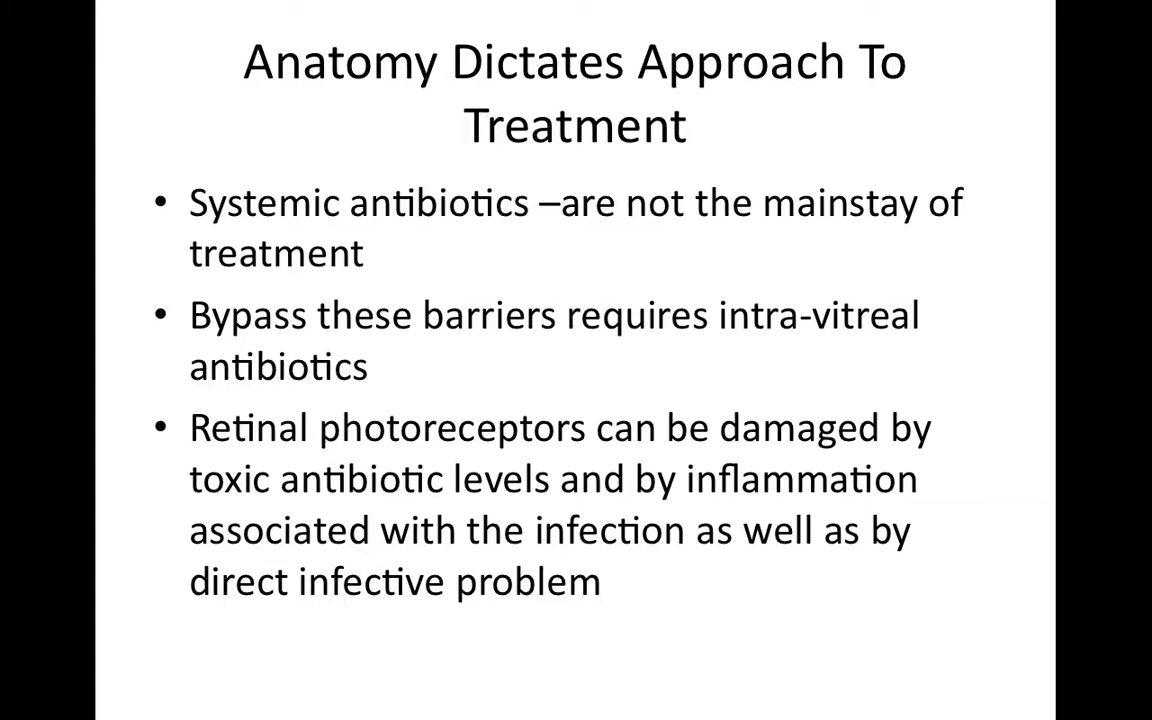 Anatomy Dictates Approach To
Treatment
• Systemic antibiotics –are not the mainstay of
treatment
• Bypass these barriers requires intra-vitreal
antibiotics
• Retinal photoreceptors can be damaged by
toxic antibiotic levels and by inflammation
associated with the infection as well as by
direct infective problem